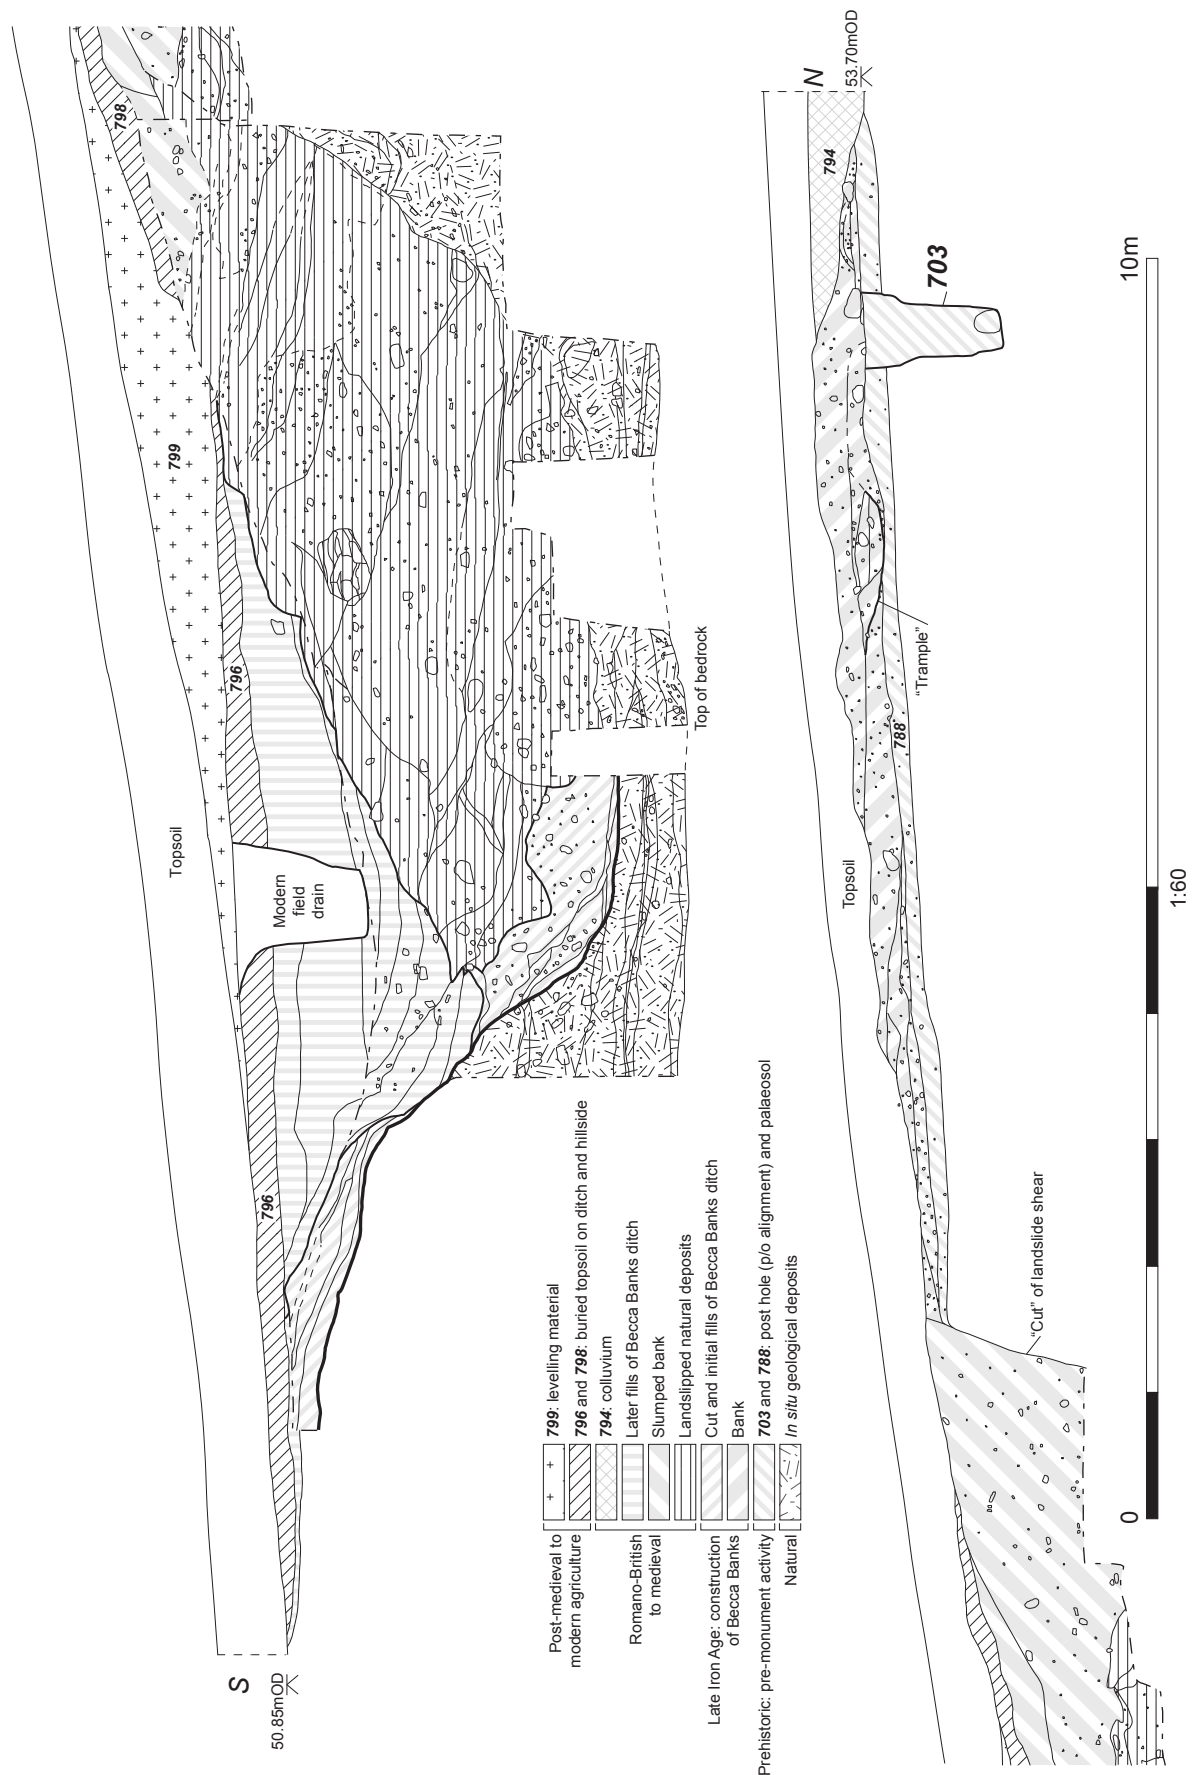 S
50.85mOD
Topsoil
796
Modern
field
drain
796
799
798
Top of bedrock
Post-medieval to
modern agriculture
799: levelling material
796 and 798: buried topsoil on ditch and hillside
Romano-British
to medieval
794: colluvium
Later fills of Becca Banks ditch
Slumped bank
Landslipped natural deposits
Late Iron Age: construction
of Becca Banks
Cut and initial fills of Becca Banks ditch
Bank
Prehistoric: pre-monument activity
703 and 788: post hole (p/o alignment) and palaeosol
Natural
In situ geological deposits
N
53.70mOD
794
Topsoil
788
"Trample"
703
"Cut" of landslide shear
0
10m
1:60